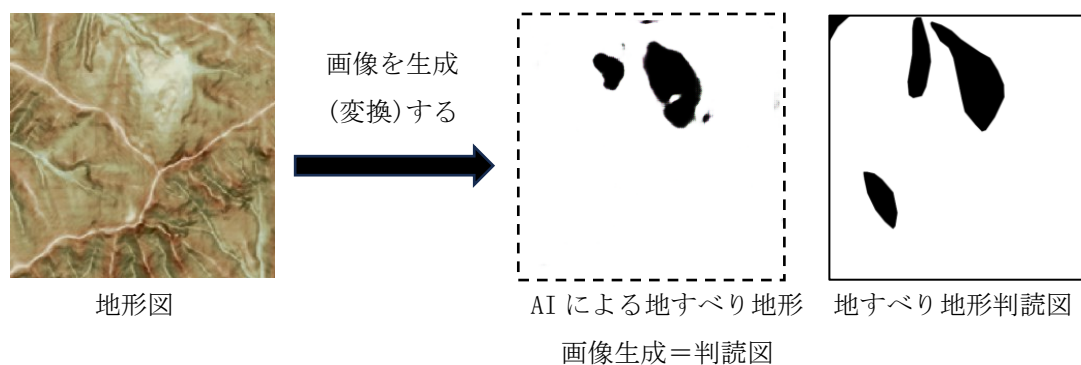 画像を生成
(変換)する
地形図
AI による地すべり地形
画像生成＝判読図
地すべり地形判読図